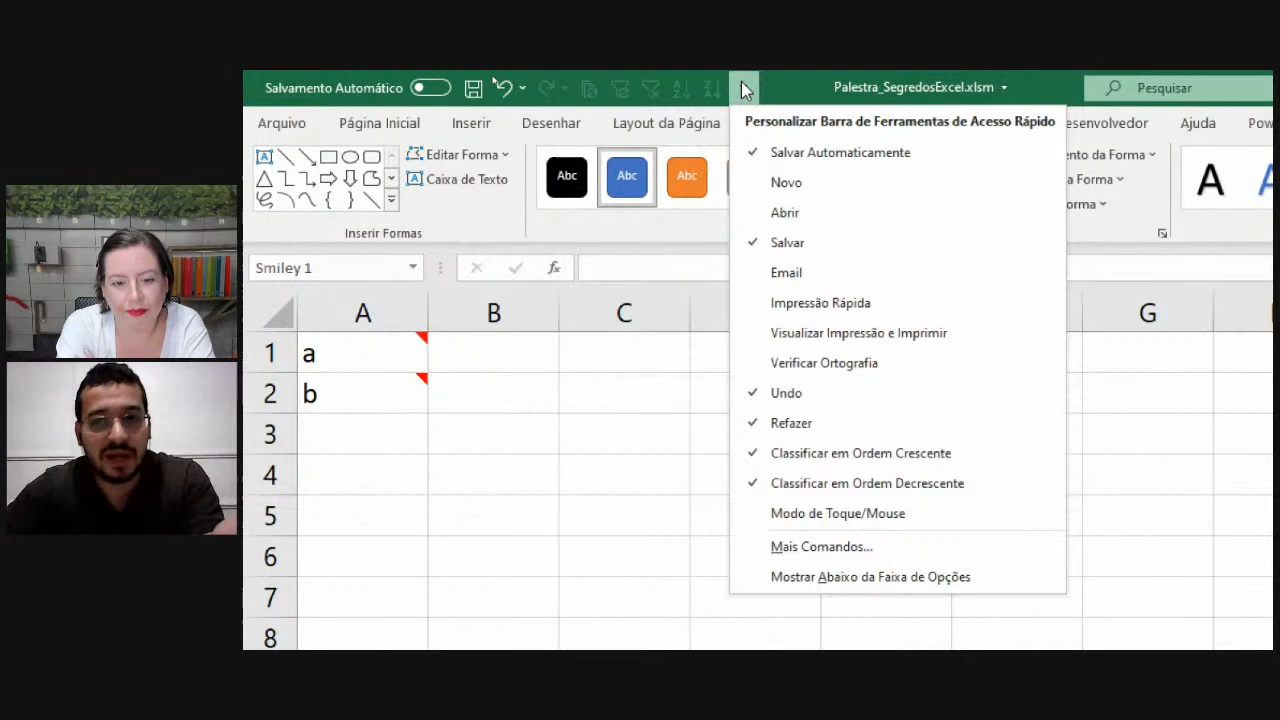 Salvamento Automático
Palestra_SegredosExcel.xlsm
Pesquisar
Arquivo
Página Inicial
Inserir
Desenhar
Layout da Página
esenvolvedor
Ajuda
Pow
Editar Forma
Caixa de Texto
Inserir Formas
Abc
Abc
Abc
nto da Forma
a Forma
orma
A
A
Smiley 1
fx
A
B
C
G
1
a
2
b
3
4
5
6
7
8
Personalizar Barra de Ferramentas de Acesso Rápido
Salvar Automaticamente
Novo
Abrir
Salvar
Email
Impressão Rápida
Visualizar Impressão e Imprimir
Verificar Ortografia
Undo
Refazer
Classificar em Ordem Crescente
Classificar em Ordem Decrescente
Modo de Toque/Mouse
Mais Comandos...
Mostrar Abaixo da Faixa de Opções